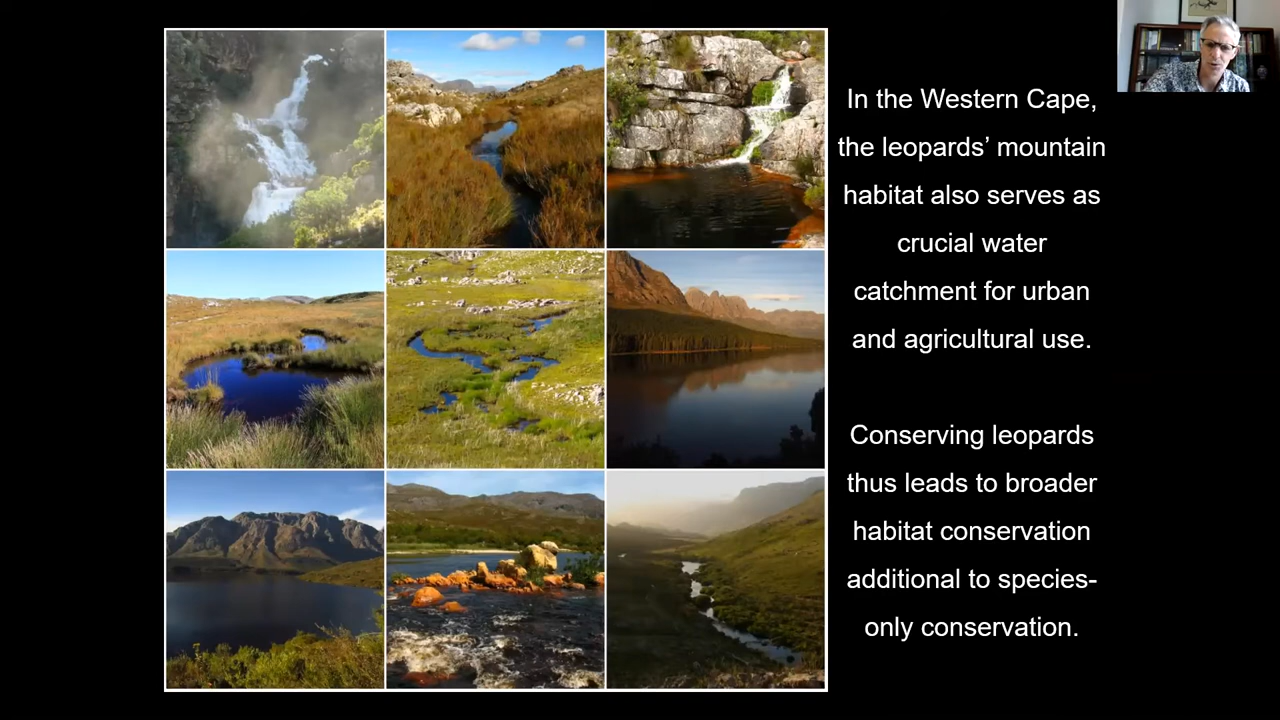 In the Western Cape,
the leopards’ mountain
habitat also serves as
crucial water
catchment for urban
and agricultural use.
Conserving leopards
thus leads to broader
habitat conservation
additional to species-
only conservation.